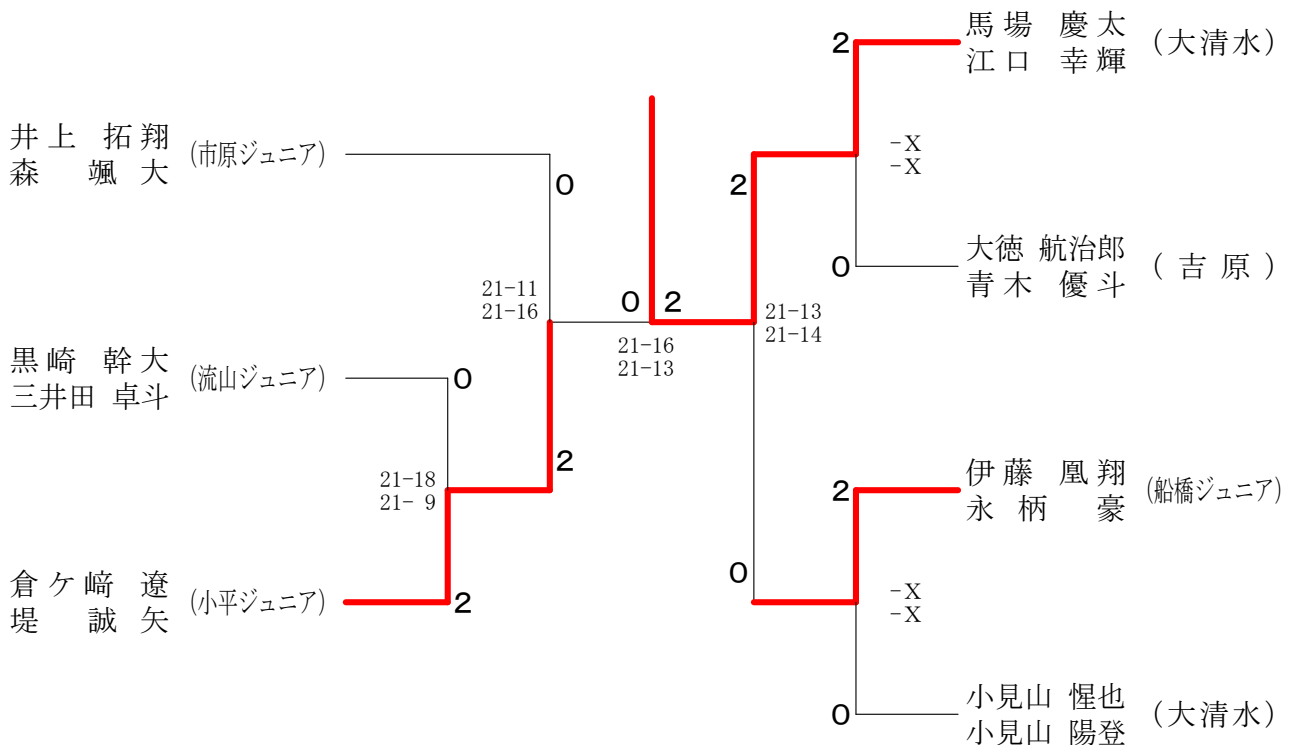 井上 拓翔
森 颯大
(市原ジュニア)
0
21-11
21-16
黒崎 幹大
三井田 卓斗
(流山ジュニア)
0
2
21-18
21- 9
倉ケ﨑 遼
堤 誠矢
(小平ジュニア)
2
0 2
21-16
21-13
馬場 慶太
江口 幸輝
(大清水)
2
-X
-X
2
大徳 航治郎
青木 優斗
(吉原)
0
21-13
21-14
伊藤 凰翔
永柄 豪
(船橋ジュニア)
2
0
-X
-X
小見山 惺也
小見山 陽登
(大清水)
0